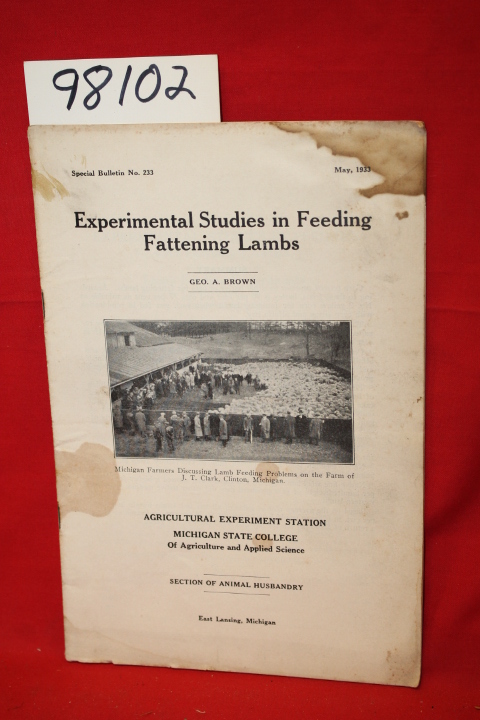 98102
Special Bulletin No. 233 May, 1933
Experimental Studies in Feeding
Fattening Lambs
GEO. A. BROWN
Michigan Farmers Discussing Lamb Feeding Problems on the Farm of
J. T. Clark, Clinton, Michigan.
AGRICULTURAL EXPERIMENT STATION
MICHIGAN STATE COLLEGE
Of Agriculture and Applied Science
SECTION OF ANIMAL HUSBANDRY
East Lansing, Michigan